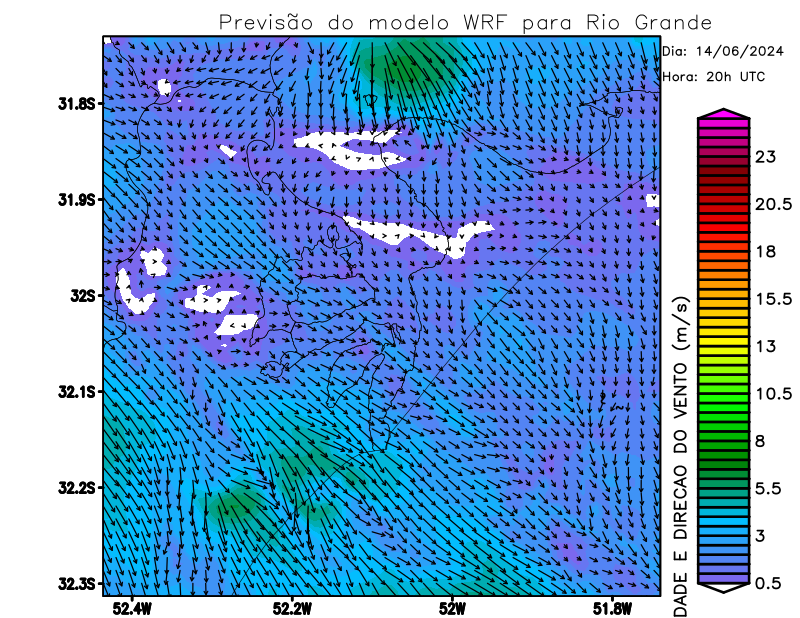 Previsão do modelo WRF para Rio Grande
Dia: 14/06/2024
Hora: 20h UTC
31.8S
31.9S
32S
32.1S
32.2S
32.3S
52.4W
52.2W
52W
51.8W
23
20.5
18
15.5
13
10.5
8
5.5
3
0.5
DADE E DIRECAO DO VENTO (m/s)